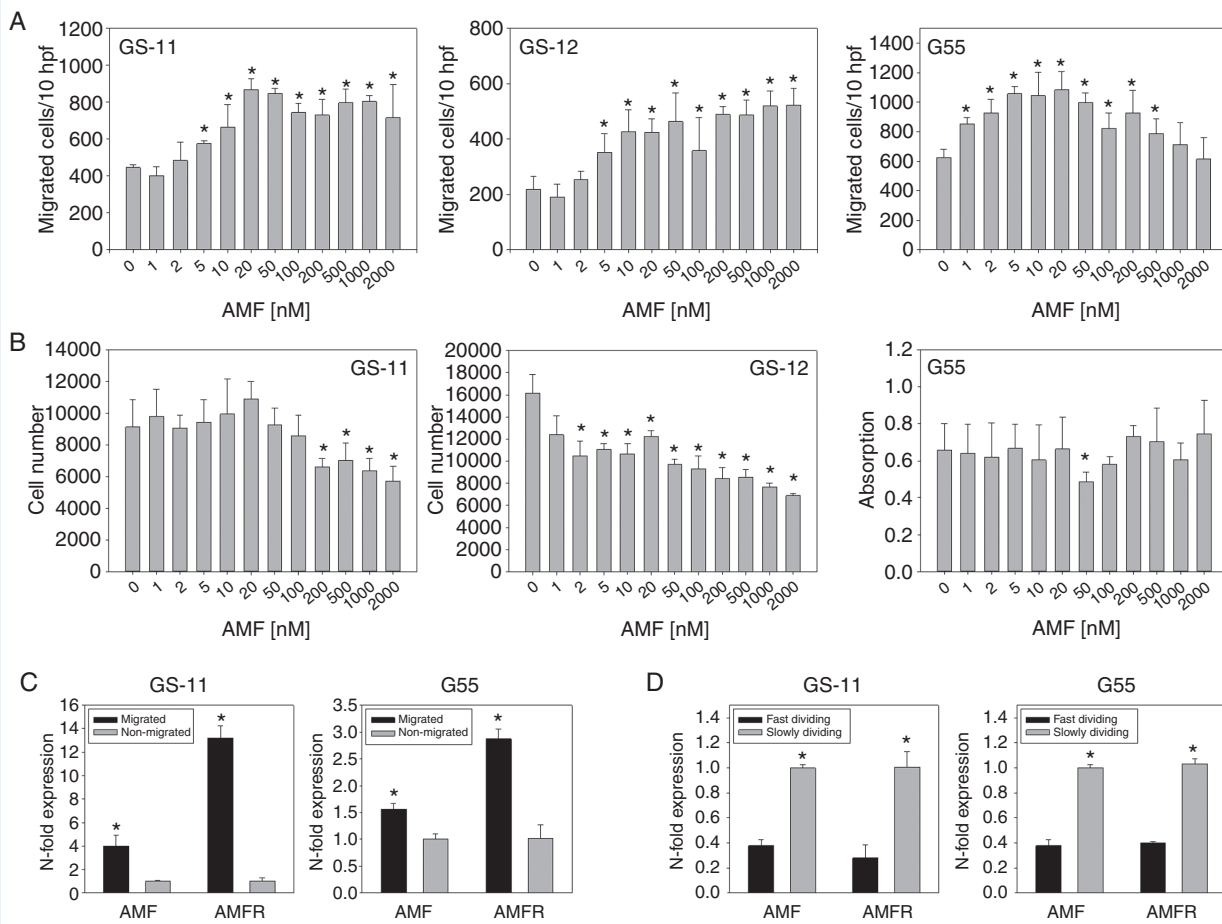 A
GS-11
Migrated cells/10 hpf
1200
1000
800
600
400
200
0
* * * * * * * * *
0 1 2 5 10 20 50 100 200 500 1000 2000
AMF [nM]
GS-12
Migrated cells/10 hpf
800
600
400
200
0
* * * * * * * * *
0 1 2 5 10 20 50 100 200 500 1000 2000
AMF [nM]
G55
Migrated cells/10 hpf
1400
1200
1000
800
600
400
200
0
* * * * * * * * *
0 1 2 5 10 20 50 100 200 500 1000 2000
AMF [nM]
B
GS-11
Cell number
14000
12000
10000
8000
6000
4000
2000
0
* * * *
0 1 2 5 10 20 50 100 200 500 1000 2000
AMF [nM]
GS-12
Cell number
20000
18000
16000
14000
12000
10000
8000
6000
4000
2000
0
* * * * * * * * * *
0 1 2 5 10 20 50 100 200 500 1000 2000
AMF [nM]
G55
Absorption
1.2
1.0
0.8
0.6
0.4
0.2
0.0
*
0 1 2 5 10 20 50 100 200 500 1000 2000
AMF [nM]
C
GS-11
N-fold expression
16
14
12
10
8
6
4
2
0
Migrated
Non-migrated
* *
AMF AMFR
G55
N-fold expression
3.5
3.0
2.5
2.0
1.5
1.0
0.5
0.0
Migrated
Non-migrated
* *
AMF AMFR
D
GS-11
N-fold expression
1.4
1.2
1.0
0.8
0.6
0.4
0.2
0.0
Fast dividing
Slowly dividing
* *
AMF AMFR
G55
N-fold expression
1.4
1.2
1.0
0.8
0.6
0.4
0.2
0.0
Fast dividing
Slowly dividing
* *
AMF AMFR